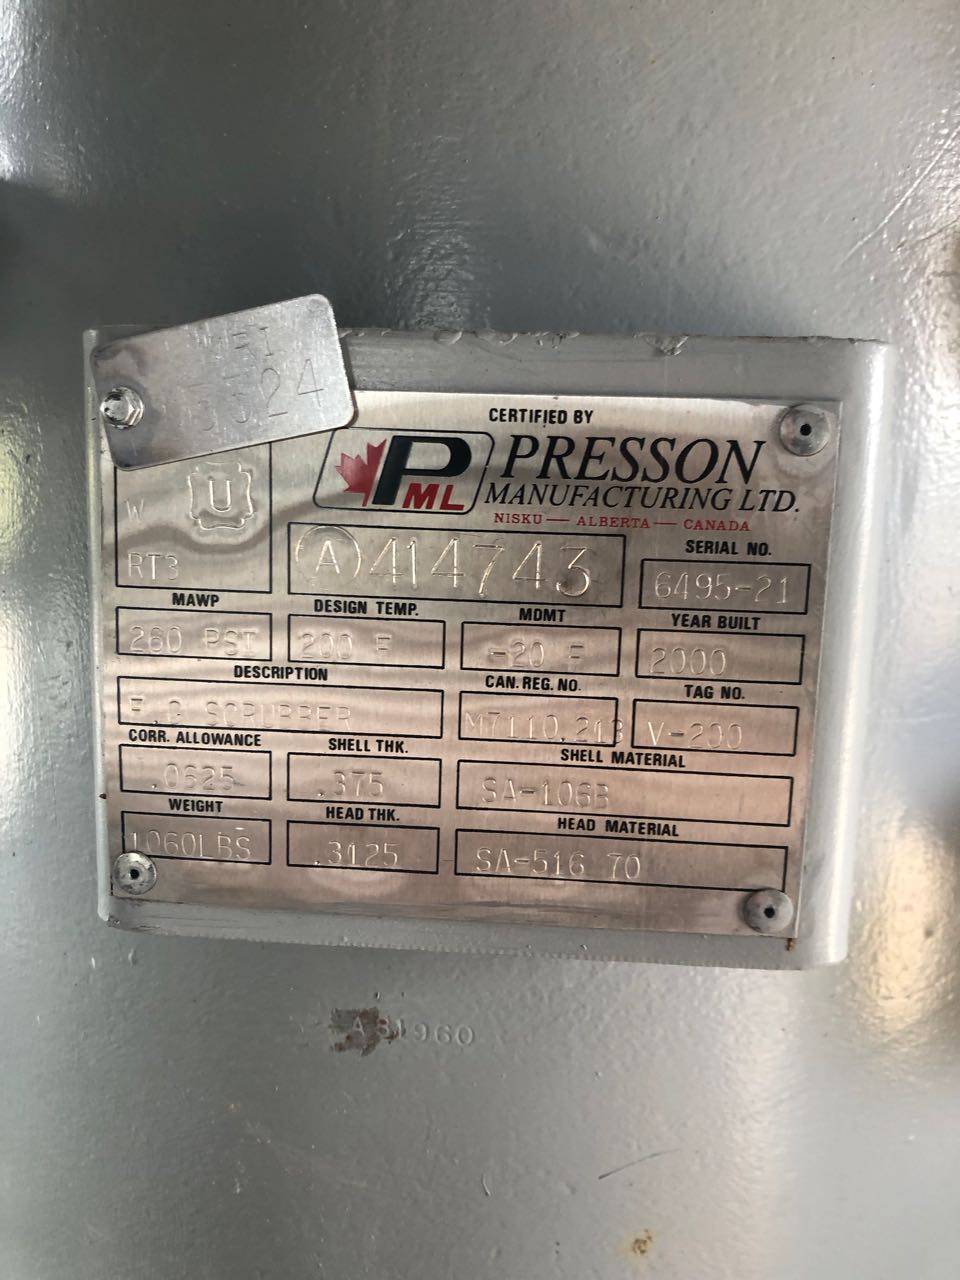 5524
CERTIFIED BY
PML PRESSON
MANUFACTURING LTD.
NISKU — ALBERTA — CANADA
U
W
RT3
A 414743
SERIAL NO.
6495-21
MAWP
DESIGN TEMP.
MDMT
YEAR BUILT
260 PSI
200 F
-20 F
2000
DESCRIPTION
CAN. REG. NO.
TAG NO.
SCRUBBER
M7110.213
V-200
CORR. ALLOWANCE
SHELL THK.
SHELL MATERIAL
.0625
.375
SA-106B
WEIGHT
HEAD THK.
HEAD MATERIAL
1060LBS
.3125
SA-516 70